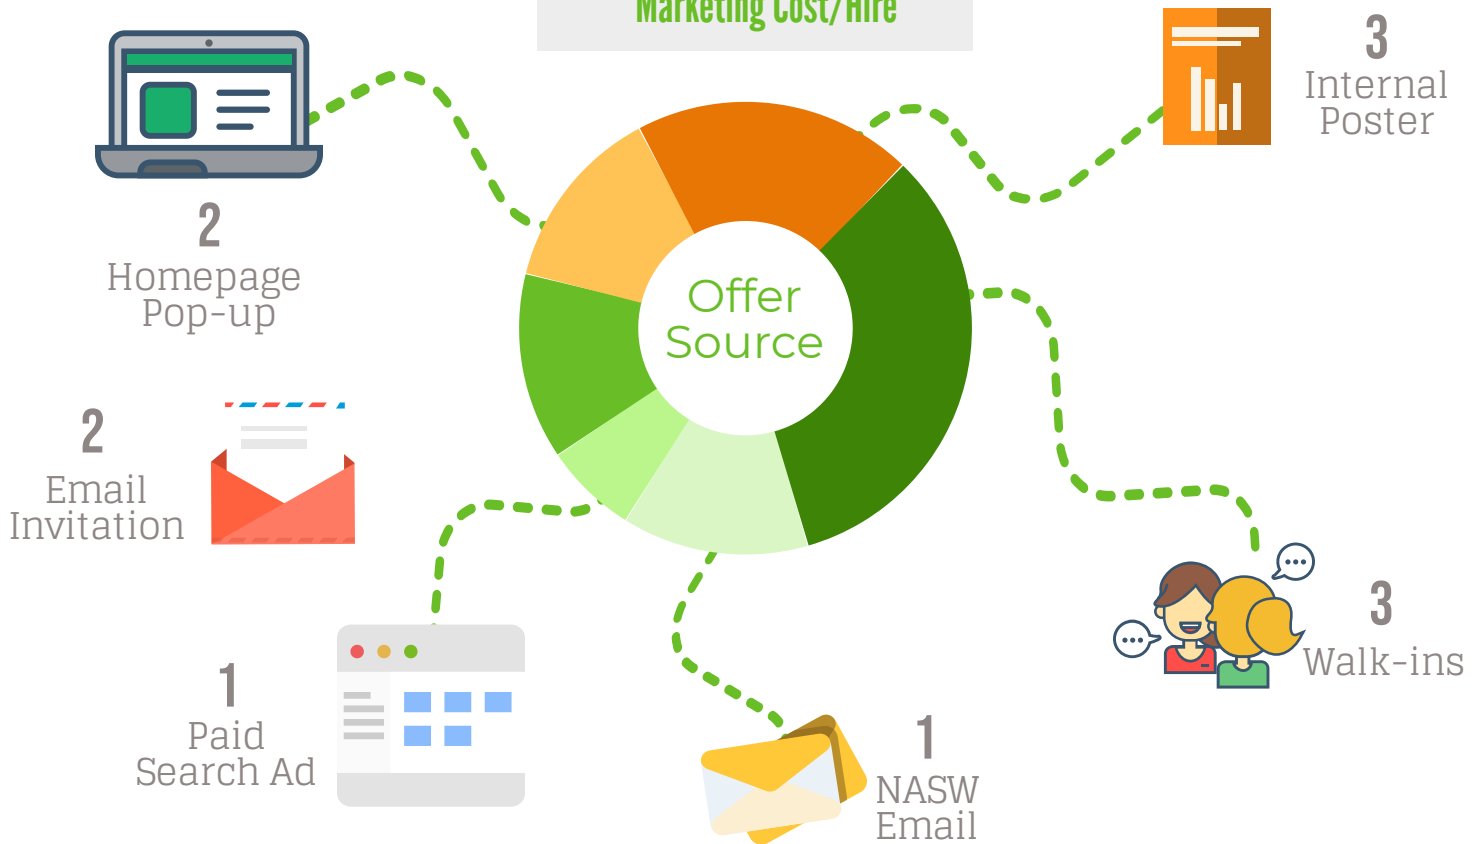 Marketing Cost/Hire
3
Internal
Poster
2
Homepage
Pop-up
Offer
Source
2
Email
Invitation
3
Walk-ins
1
Paid
Search Ad
1
NASW
Email